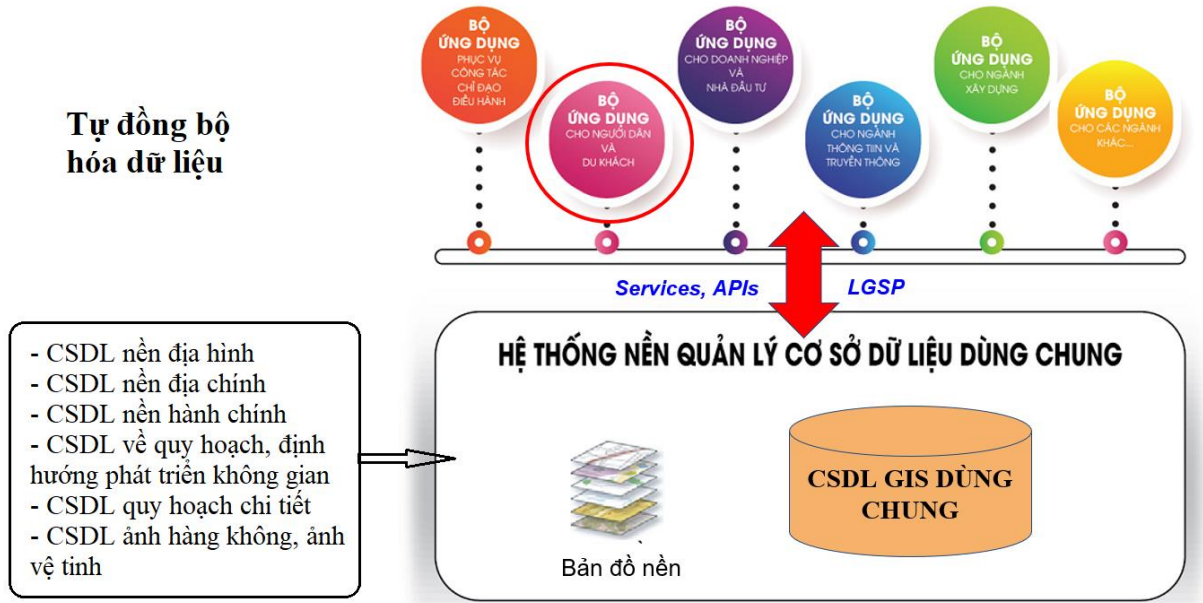 Tự đồng bộ
hóa dữ liệu
BỘ
ỨNG DỤNG
PHỤC VỤ
CÔNG TÁC
CHỈ ĐẠO
ĐIỀU HÀNH
BỘ
ỨNG DỤNG
CHO NGƯỜI DÂN
VÀ
DU KHÁCH
BỘ
ỨNG DỤNG
CHO DOANH NGHIỆP
VÀ
NHÀ ĐẦU TƯ
BỘ
ỨNG DỤNG
CHO NGÀNH
THÔNG TIIN VÀ
TRUYỀN THÔNG
BỘ
ỨNG DỤNG
CHO NGÀNH
XÂY DỰNG
BỘ
ỨNG DỤNG
CHO CÁC NGÀNH
KHÁC...
Services, APIs
LGSP
- CSDL nền địa hình
- CSDL nền địa chính
- CSDL nền hành chính
- CSDL về quy hoạch, định
hướng phát triển không gian
- CSDL quy hoạch chi tiết
- CSDL ảnh hàng không, ảnh
vệ tinh
HỆ THỐNG NỀN QUẢN LÝ CƠ SỞ DỮ LIỆU DÙNG CHUNG
Bản đồ nền
CSDL GIS DÙNG
CHUNG